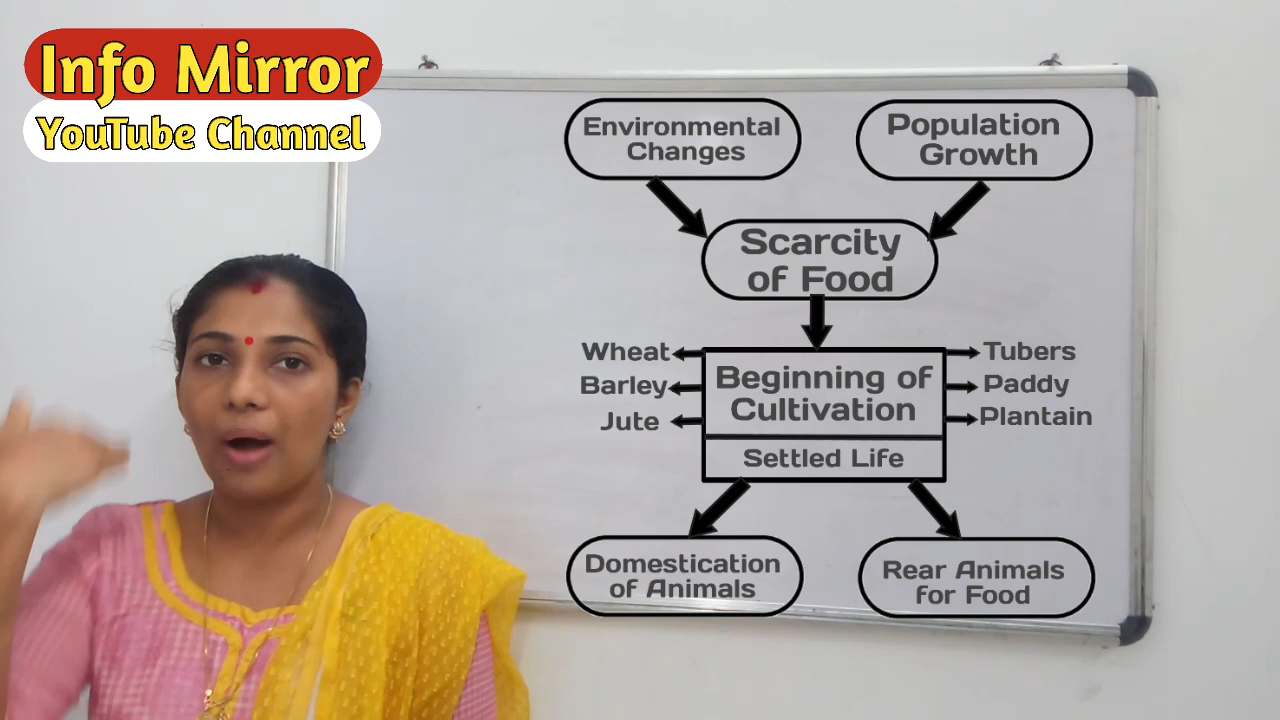 Info Mirror
YouTube Channel
Environmental
Changes
Population
Growth
Scarcity
of Food
Wheat
Barley
Jute
Beginning of
Cultivation
Settled Life
Tubers
Paddy
Plantain
Domestication
of Animals
Rear Animals
for Food